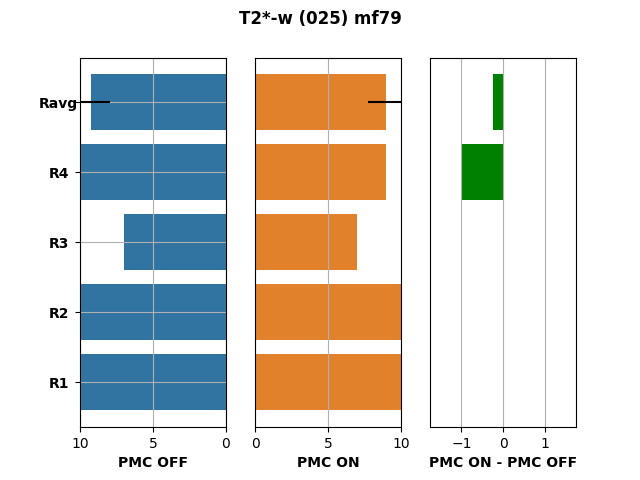 T2*-w (025) mf79
Ravg
R4
R3
R2
R1
10 5 0
0 5 10
−1 0 1
PMC OFF
PMC ON
PMC ON - PMC OFF